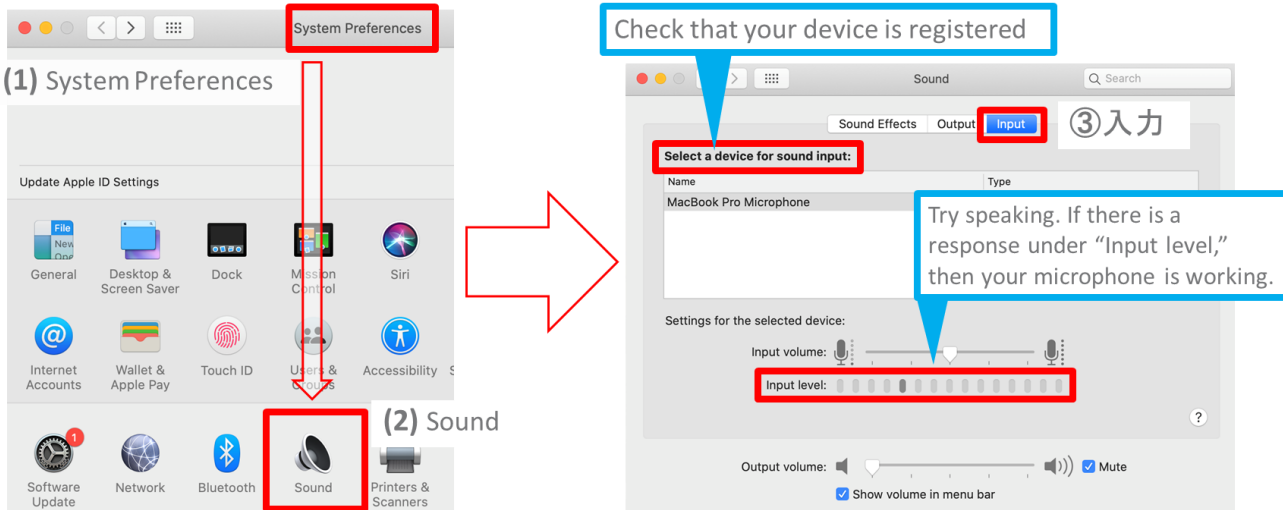 System Preferences
(1) System Preferences
Update Apple ID Settings
File
New
General
Desktop &
Screen Saver
Dock
Mission
Control
Siri
@
Internet
Accounts
Wallet &
Apple Pay
Touch ID
Users &
Groups
Accessibility
1
Software
Update
Network
Bluetooth
(2) Sound
Sound
Printers &
Scanners
Check that your device is registered
Sound
Search
Sound Effects
Output
Input
③入力
Select a device for sound input:
Name
Type
MacBook Pro Microphone
Try speaking. If there is a
response under “Input level,”
then your microphone is working.
Settings for the selected device:
Input volume:
Input level:
?
Output volume:
Mute
Show volume in menu bar